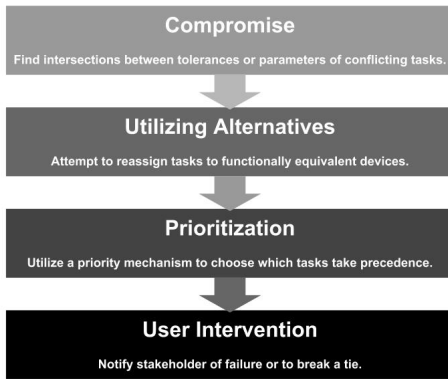 Compromise
Find intersections between tolerances or parameters of conflicting tasks.
Utilizing Alternatives
Attempt to reassign tasks to functionally equivalent devices.
Prioritization
Utilize a priority mechanism to choose which tasks take precedence.
User Intervention
Notify stakeholder of failure or to break a tie.